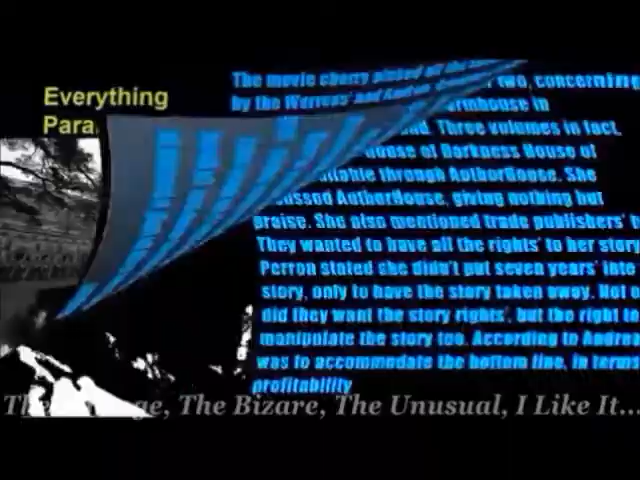 Everything
Para
The movie cherry picked
two, concerning
by the Warrens' and
farmhouse in
Three volumes in fact.
House of Darkness House of
available through AuthorHouse. She
AuthorHouse, giving nothing but
praise. She also mentioned trade publishers'
They wanted to have all the rights' to her story
Perron stated she didn't put seven years' into
story, only to have the story taken away. Not
did they want the story rights', but the right to
manipulate the story too. According to Andrea
was to accommodate the bottom line, in terms
profitability
The Bizare, The Unusual, I Like It...